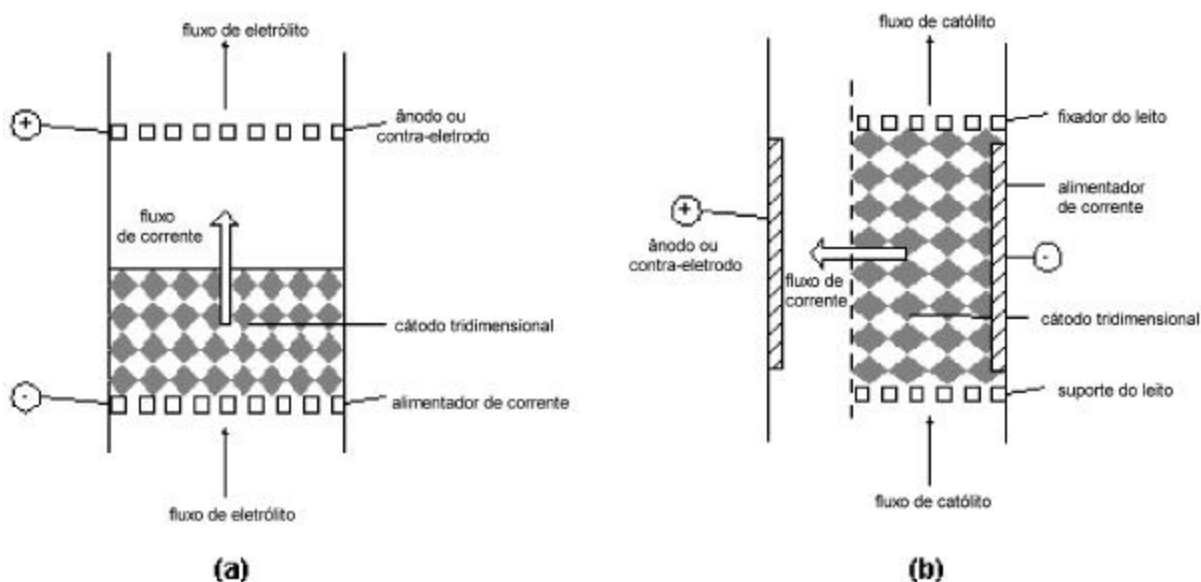 fluxo de eletrólito
+
ânodo ou
contra-eletrodo
fluxo
de corrente
cátodo tridimensional
-
alimentador de corrente
fluxo de eletrólito
(a)
fluxo de católito
fixador do leito
alimentador
de corrente
+
ânodo ou
contra-eletrodo
-
fluxo de
corrente
cátodo tridimensional
suporte do leito
fluxo de católito
(b)